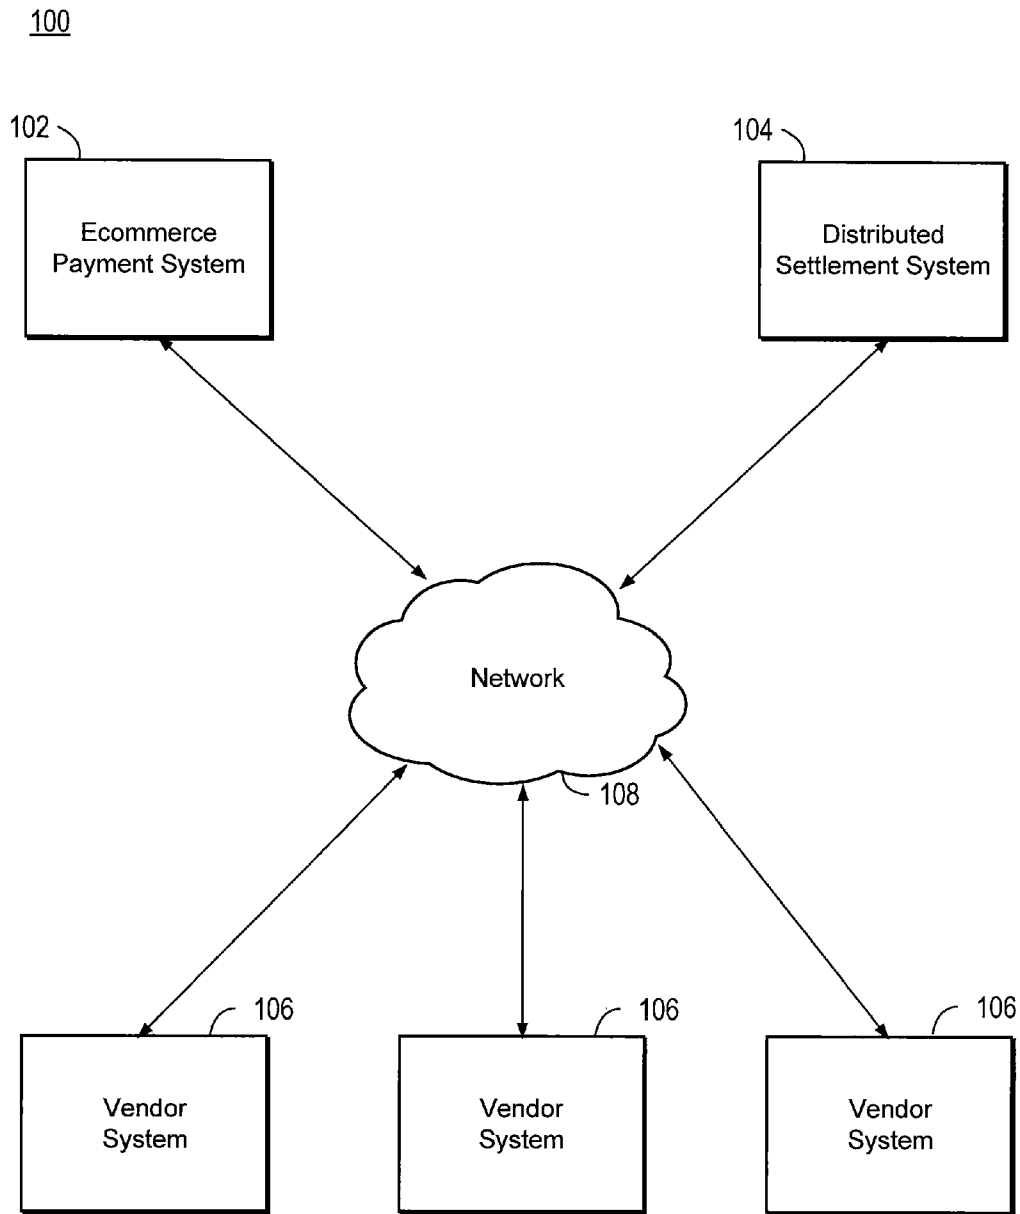 100
102
104
Ecommerce
Payment System
Distributed
Settlement System
Network
108
106
106
106
Vendor
System
Vendor
System
Vendor
System